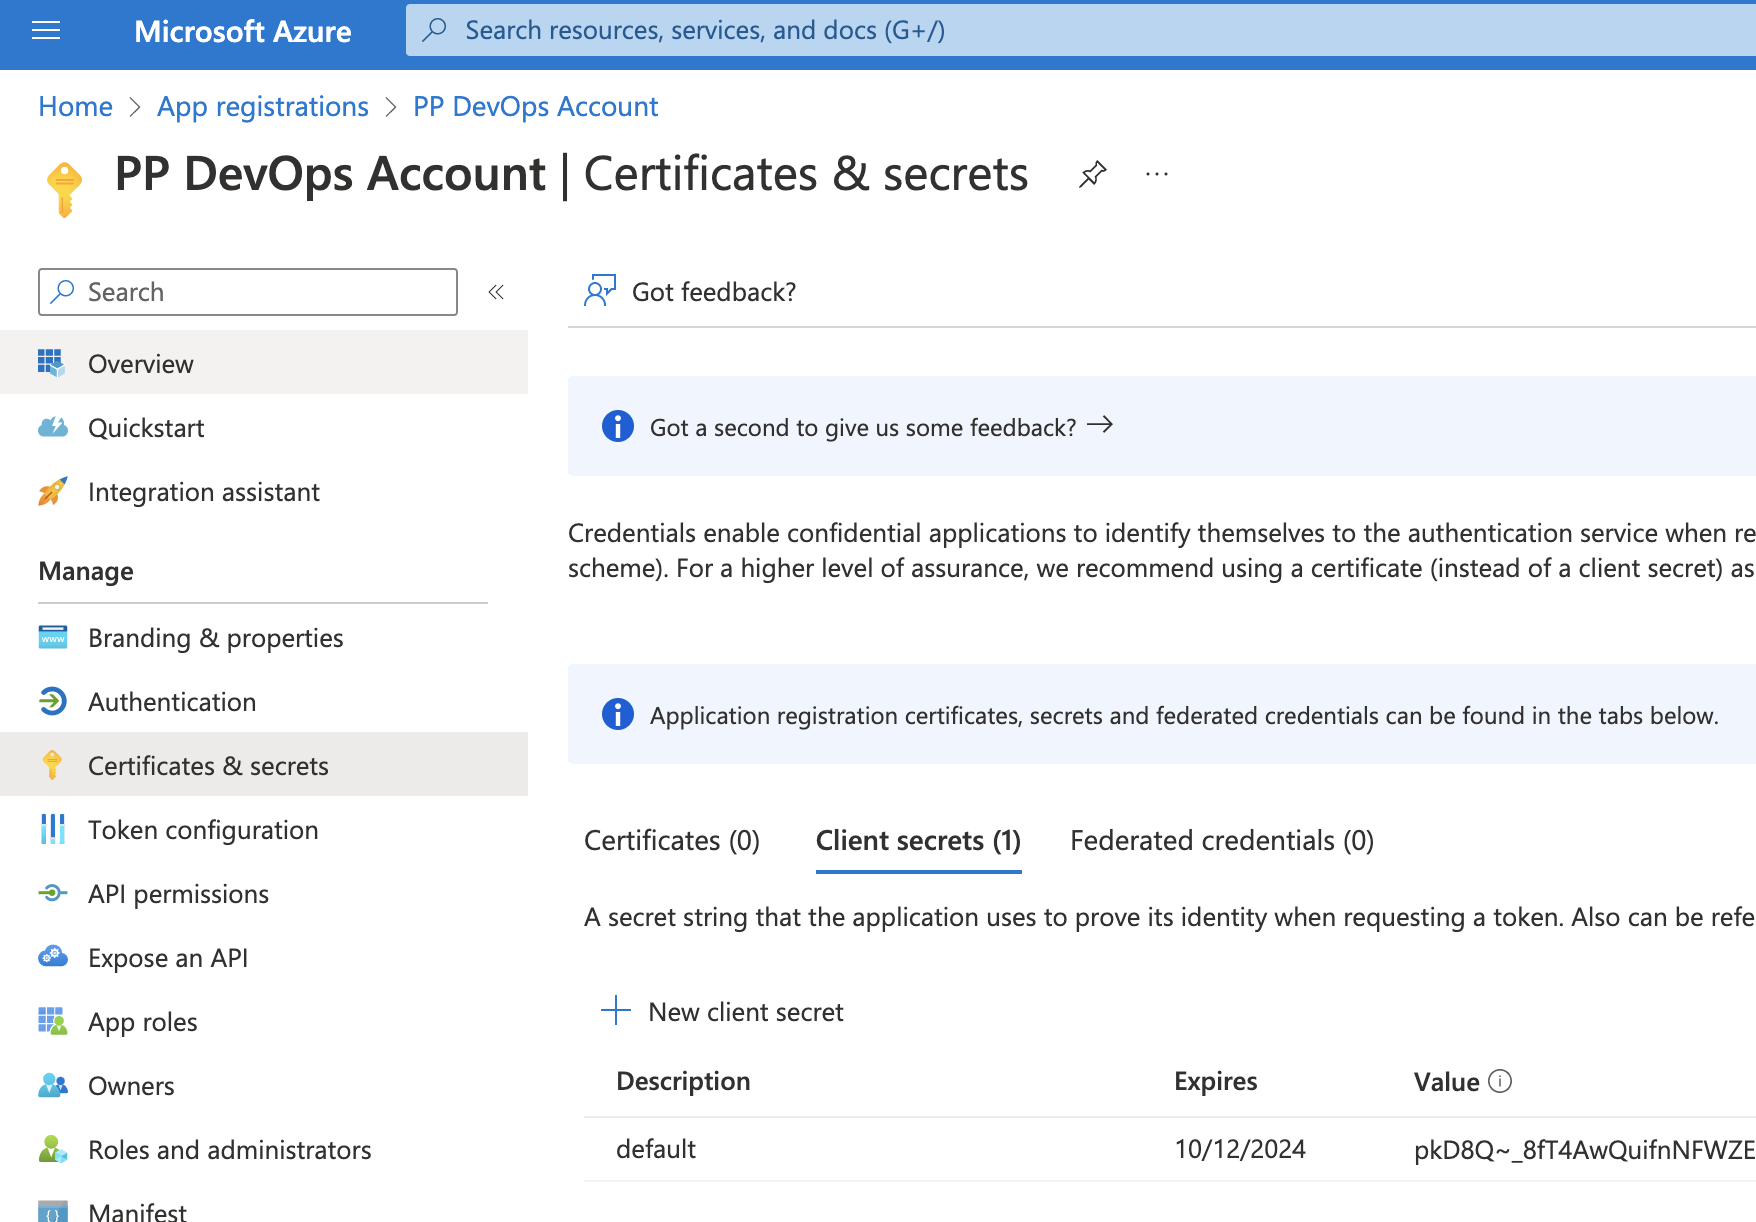 Microsoft Azure
Search resources, services, and docs (G+/)
Home > App registrations > PP DevOps Account
PP DevOps Account | Certificates & secrets
Search
Got feedback?
Overview
Quickstart
Integration assistant
Manage
Branding & properties
Authentication
Certificates & secrets
Token configuration
API permissions
Expose an API
App roles
Owners
Roles and administrators
Manifest
Got a second to give us some feedback?
Credentials enable confidential applications to identify themselves to the authentication service when re
scheme). For a higher level of assurance, we recommend using a certificate (instead of a client secret) as
Application registration certificates, secrets and federated credentials can be found in the tabs below.
Certificates (0) Client secrets (1) Federated credentials (0)
A secret string that the application uses to prove its identity when requesting a token. Also can be refe
New client secret
Description Expires Value
default 10/12/2024 pkD8Q~_8fT4AwQuifnNFWZE